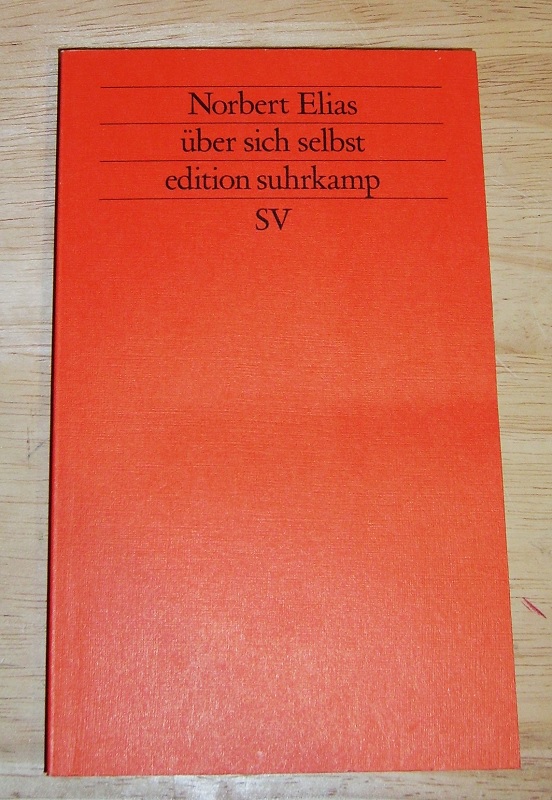 Norbert Elias
über sich selbst
edition suhrkamp
SV